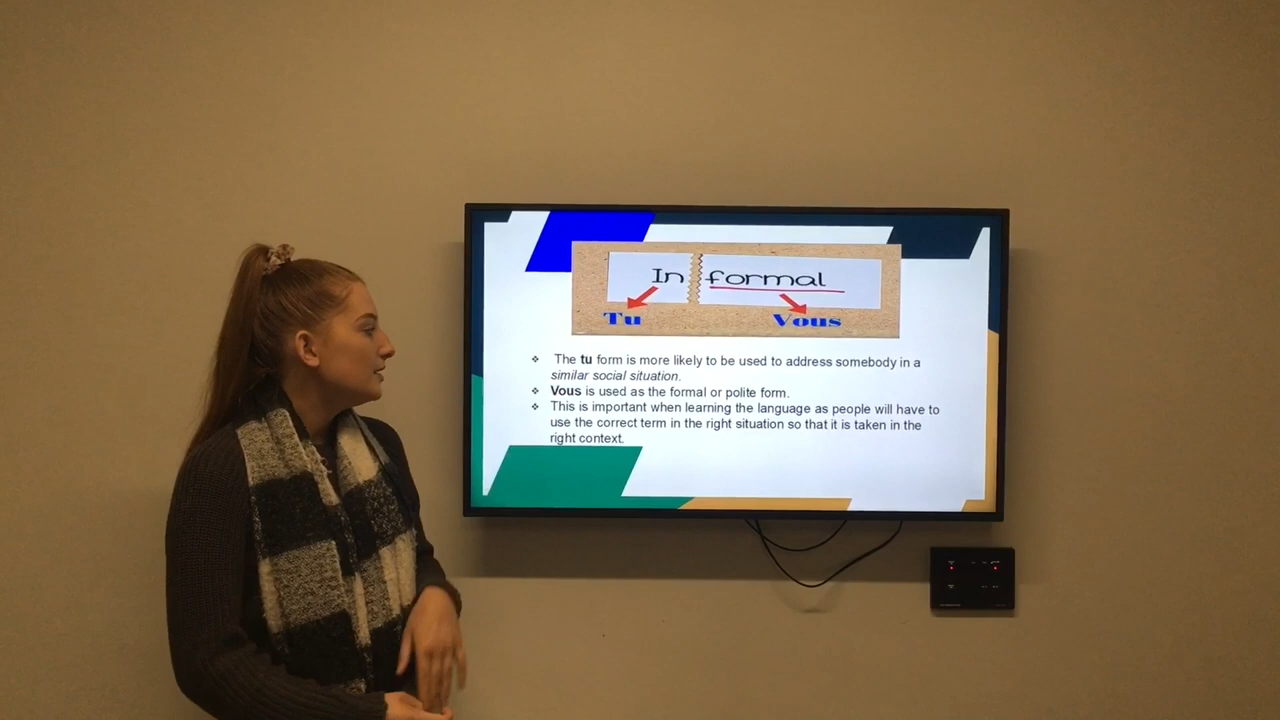 In formal
Tu Vous
❖ The tu form is more likely to be used to address somebody in a
similar social situation.
❖ Vous is used as the formal or polite form.
❖ This is important when learning the language as people will have to
use the correct term in the right situation so that it is taken in the
right context.